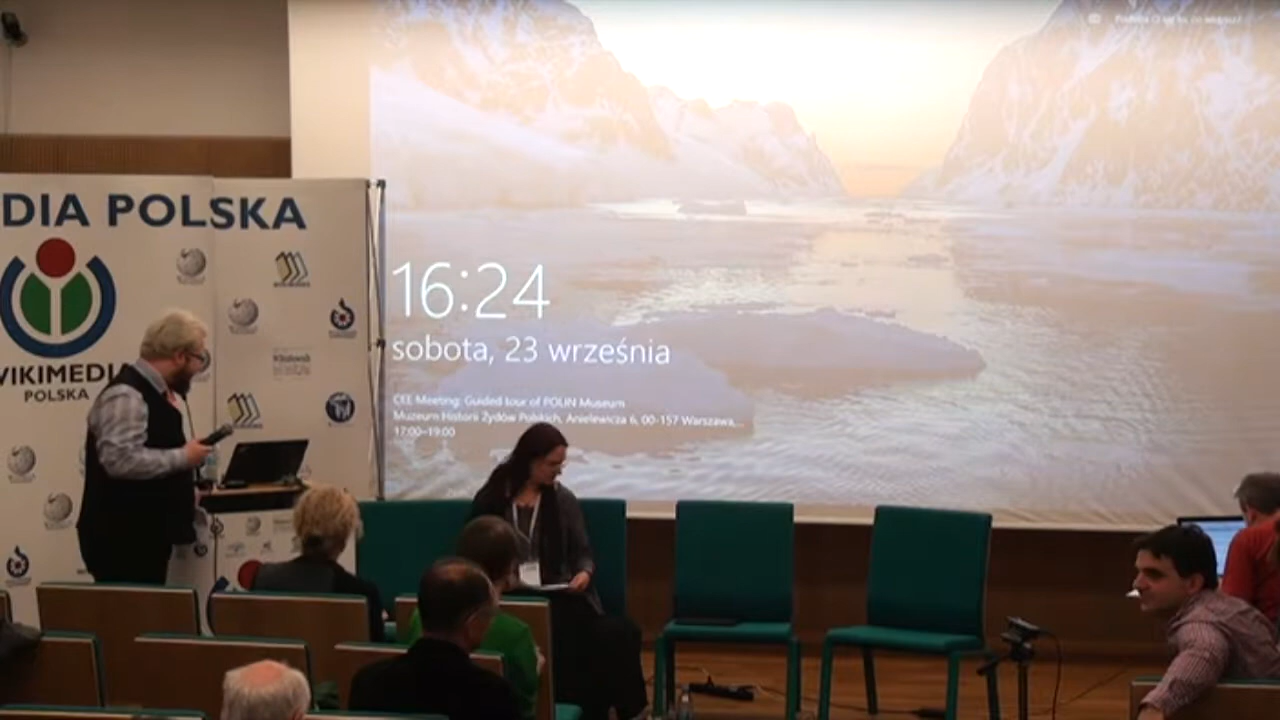 DIA POLSKA
WIKIMEDIA
POLSKA
16:24
sobota, 23 września
CEE Meeting: Guided tour of POLIN Museum
Muzeum Historii Żydów Polskich, Anielewicza 6, 00-157 Warszawa,...
17:00–19:00